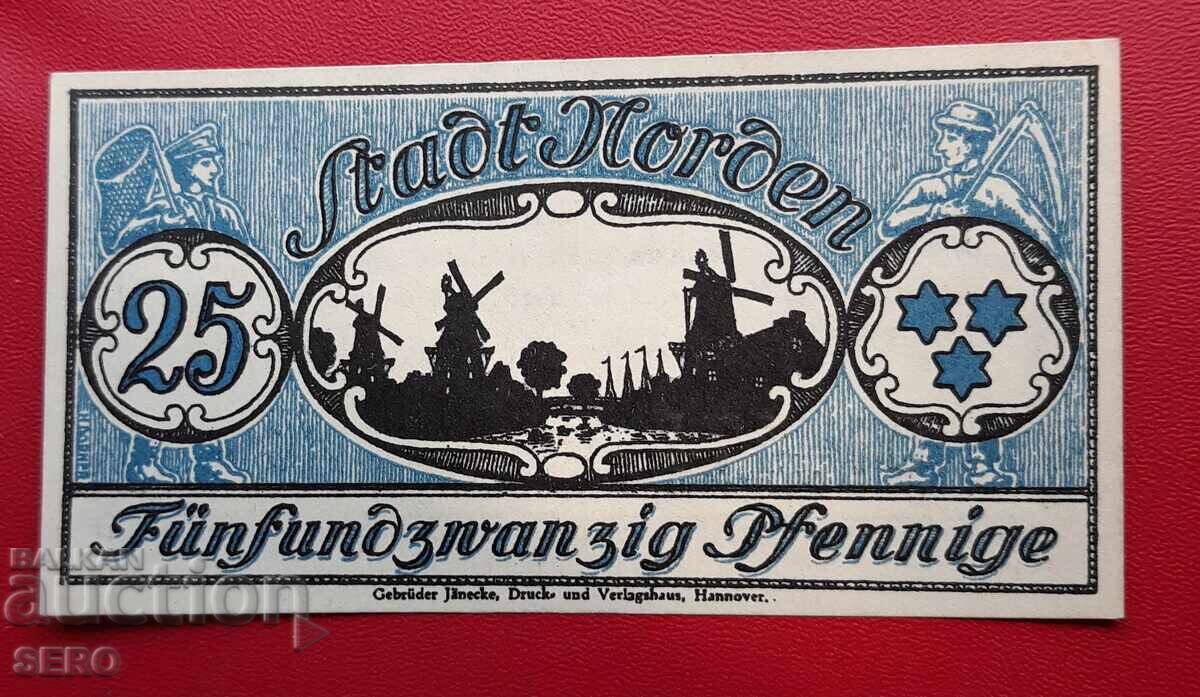 Stadt Norden
25
Fünfundzwanzig Pfennige
Gebrüder Jänecke, Druck- und Verlagshaus, Hannover.
BALKAN
auction
SERO